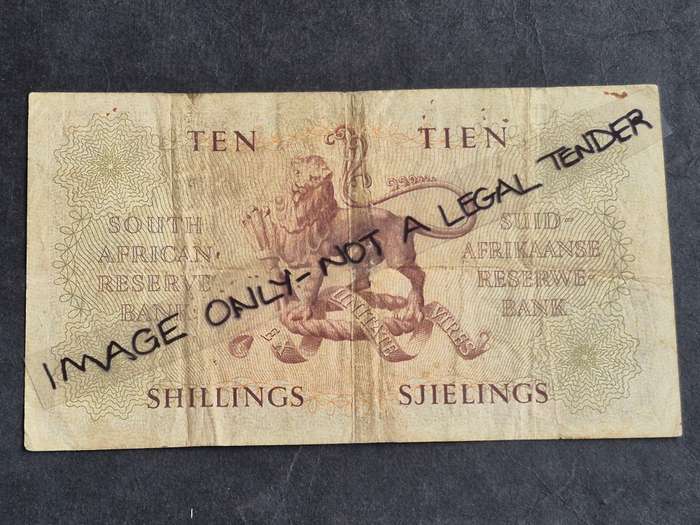 TEN TIEN
SOUTH
AFRICAN
RESERVE
BANK
SUID-
AFRIKAANSE
RESERWE-
BANK
EX UNITATE VIRES
SHILLINGS SJIELINGS
IMAGE ONLY-NOT A LEGAL TENDER